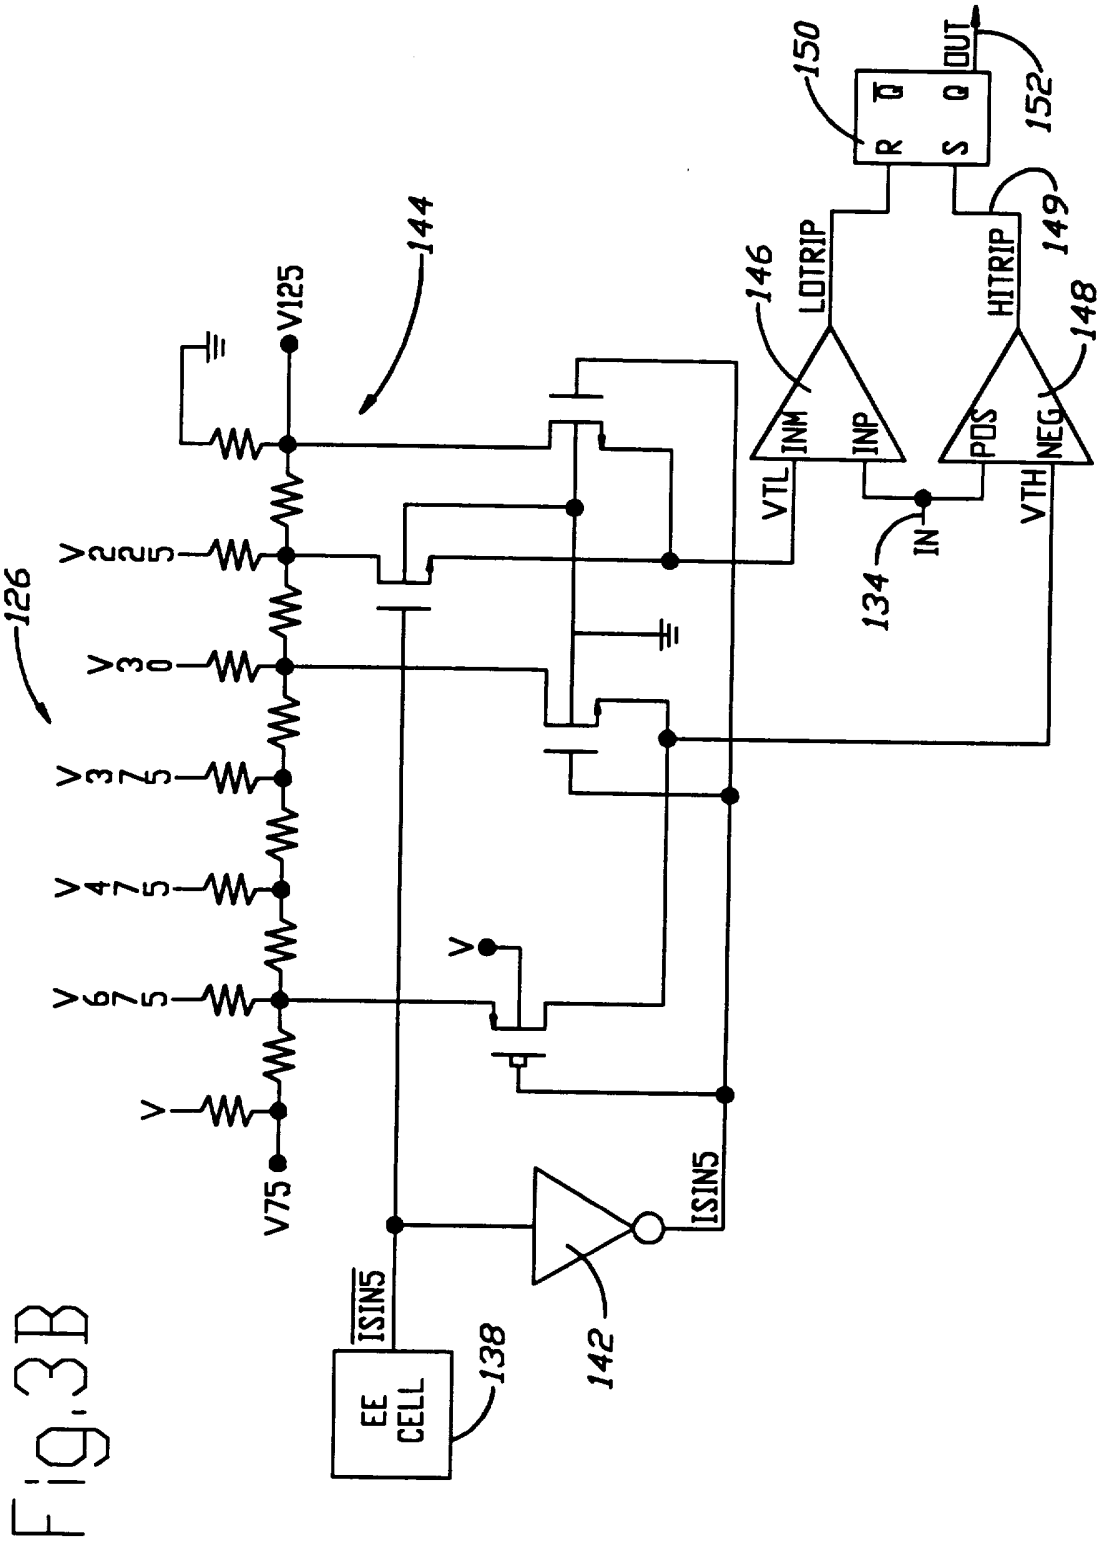 Fig.3B
126
V
V675
V475
V375
V30
V225
V75
V125
144
EE
CELL
138
ISIN5
142
ISIN5
V
VTL
INM
INP
146
LOTRIP
134
IN
VTH
POS
NEG
148
HITRIP
149
R
Q
S
Q
150
OUT
152